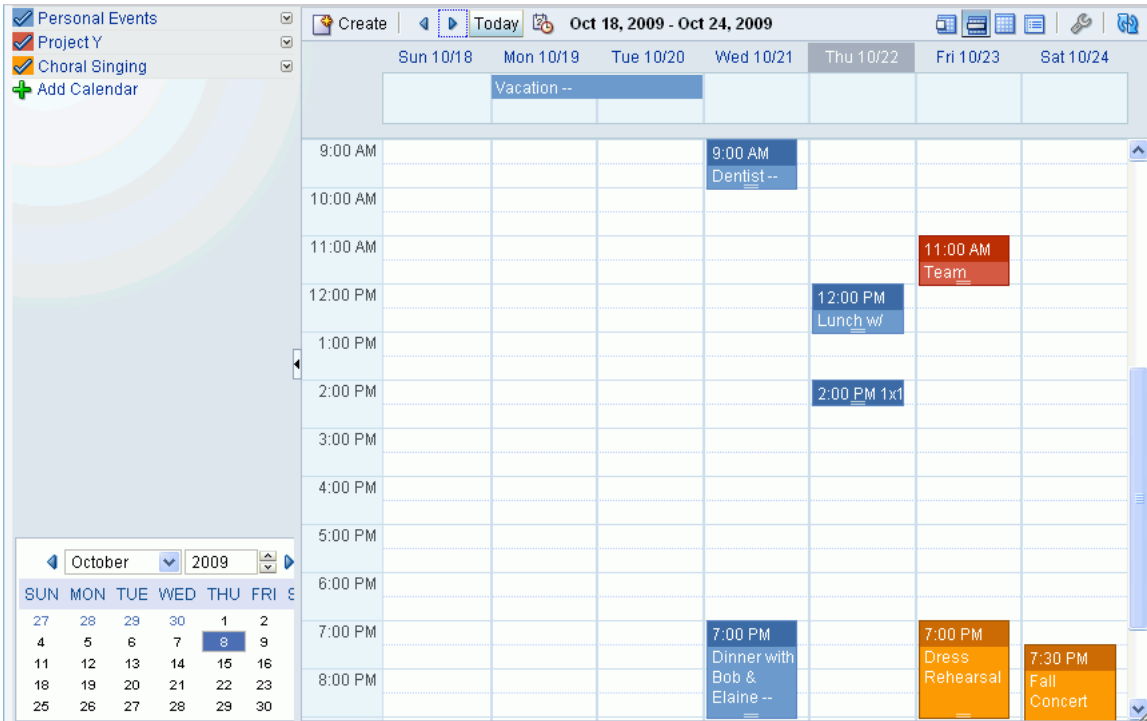 Personal Events
Project Y
Choral Singing
Add Calendar
Create Today Oct 18, 2009 - Oct 24, 2009
Sun 10/18 Mon 10/19 Tue 10/20 Wed 10/21 Thu 10/22 Fri 10/23 Sat 10/24
Vacation --
9:00 AM
9:00 AM
Dentist --
10:00 AM
11:00 AM
11:00 AM
Team
12:00 PM
12:00 PM
Lunch w/
1:00 PM
2:00 PM
2:00 PM 1x1
3:00 PM
4:00 PM
5:00 PM
6:00 PM
7:00 PM
7:00 PM
Dinner with
Bob &
Elaine --
7:00 PM
Dress
Rehearsal
7:30 PM
Fall
Concert
8:00 PM
October 2009
SUN MON TUE WED THU FRI S
27 28 29 30 1 2
4 5 6 7 8 9
11 12 13 14 15 16
18 19 20 21 22 23
25 26 27 28 29 30